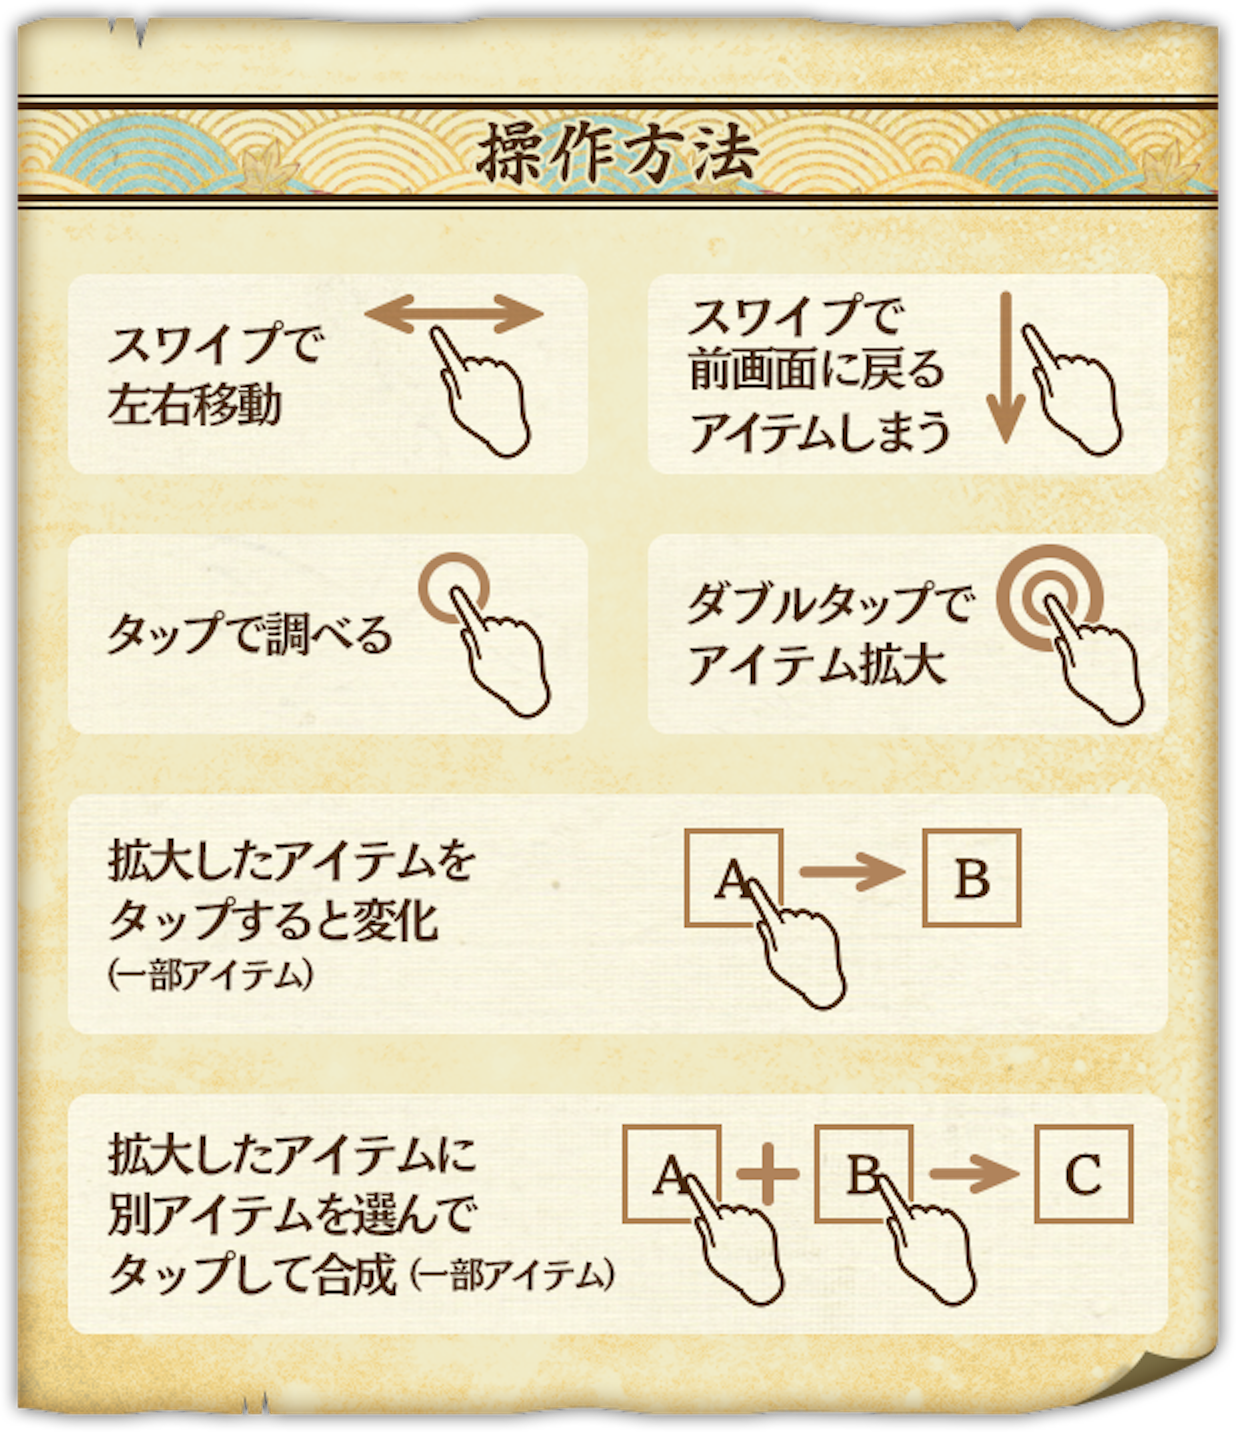 操作方法
スワイプで
左右移動
スワイプで
前画面に戻る
アイテムしまう
タップで調べる
ダブルタップで
アイテム拡大
拡大したアイテムを
タップすると変化
(一部アイテム)
A
B
拡大したアイテムに
別アイテムを選んで
タップして合成 (一部アイテム)
A + B
C